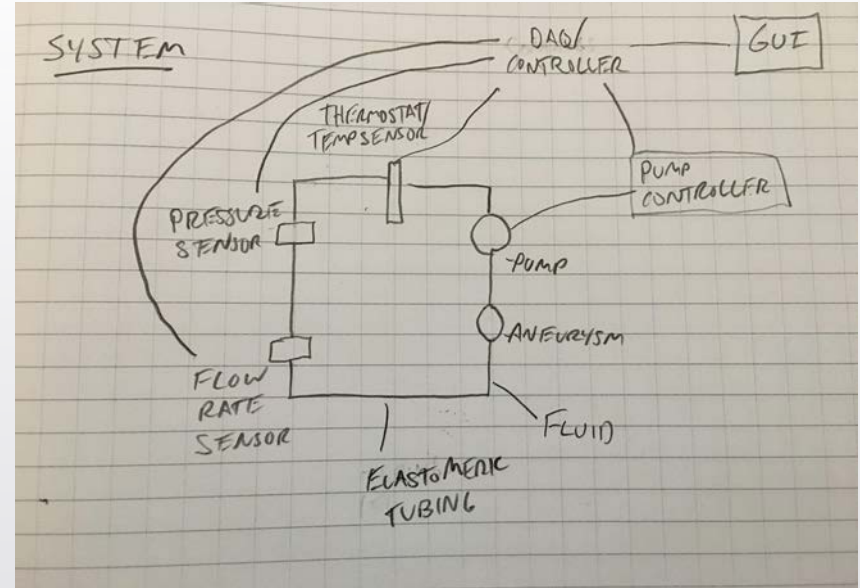 SYSTEM
DAQ/
CONTROLLER
GUI
THERMOSTAT/
TEMPSENSOR
PUMP
CONTROLLER
PRESSURE
SENSOR
PUMP
ANEURYSM
FLOW
RATE
SENSOR
FLUID
ELASTOMERIC
TUBING